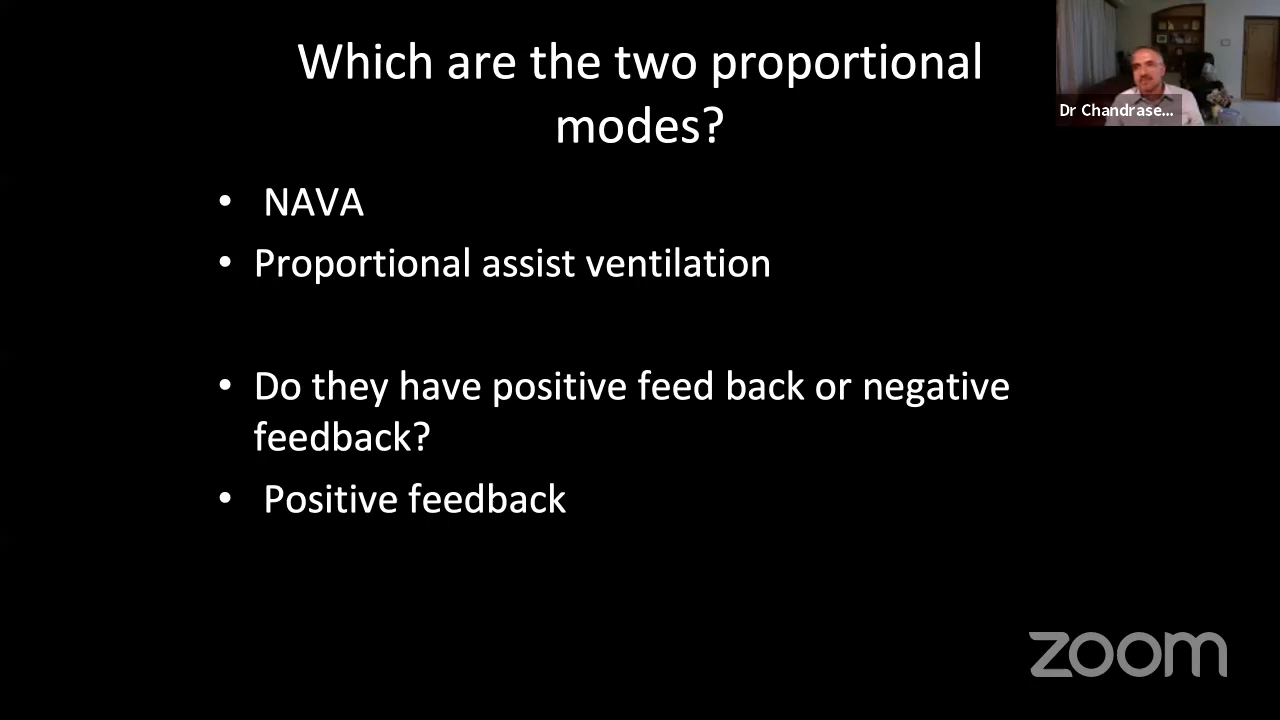 Which are the two proportional
modes?
• NAVA
• Proportional assist ventilation
• Do they have positive feed back or negative
feedback?
• Positive feedback
Dr Chandrase...
zoom